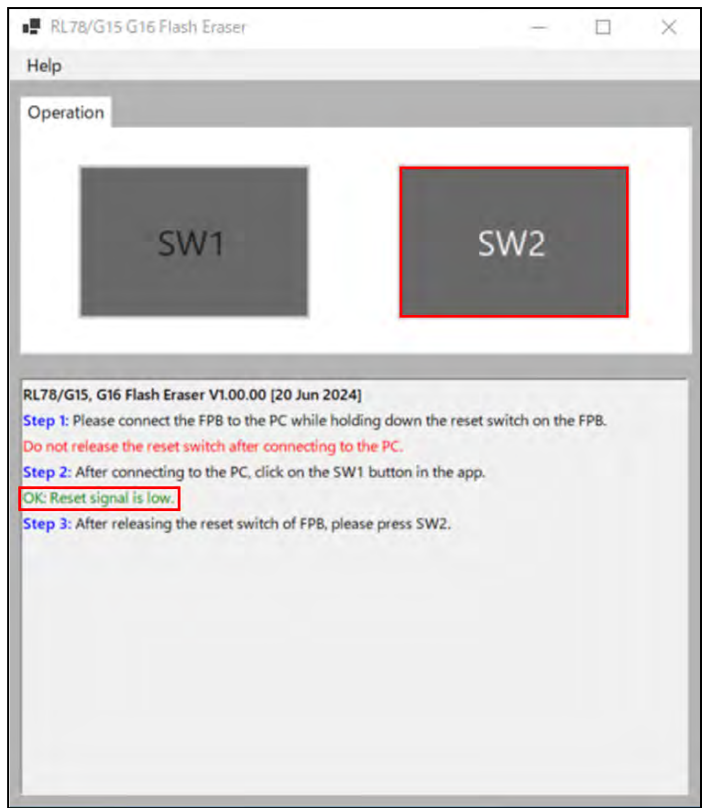 RL78/G15 G16 Flash Eraser
Help
Operation
SW1
SW2
RL78/G15, G16 Flash Eraser V1.00.00 [20 Jun 2024]
Step 1: Please connect the FPB to the PC while holding down the reset switch on the FPB.
Do not release the reset switch after connecting to the PC.
Step 2: After connecting to the PC, click on the SW1 button in the app.
OK: Reset signal is low.
Step 3: After releasing the reset switch of FPB, please press SW2.